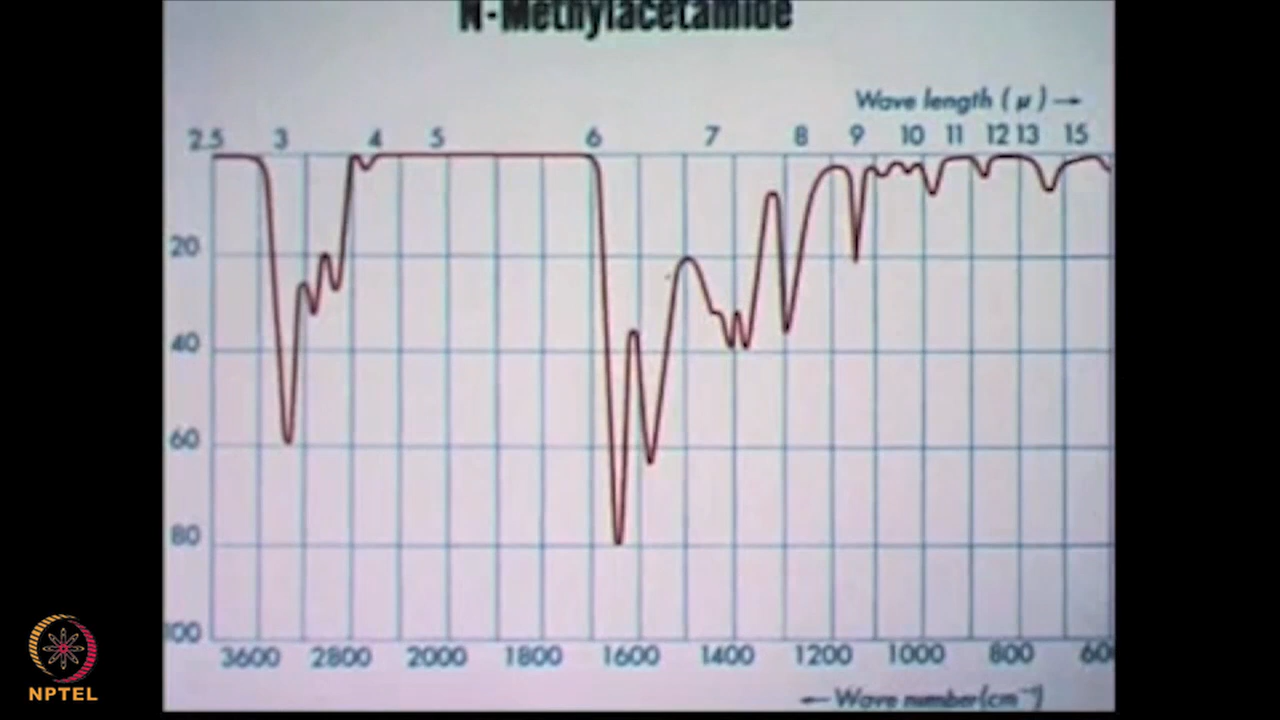 N-Methylacetamide
Wave length ( μ ) →
2.5 3 4 5 6 7 8 9 10 11 12 13 15
20
40
60
80
100
3600 2800 2000 1800 1600 1400 1200 1000 800 600
← Wave number(cm⁻¹)
NPTEL